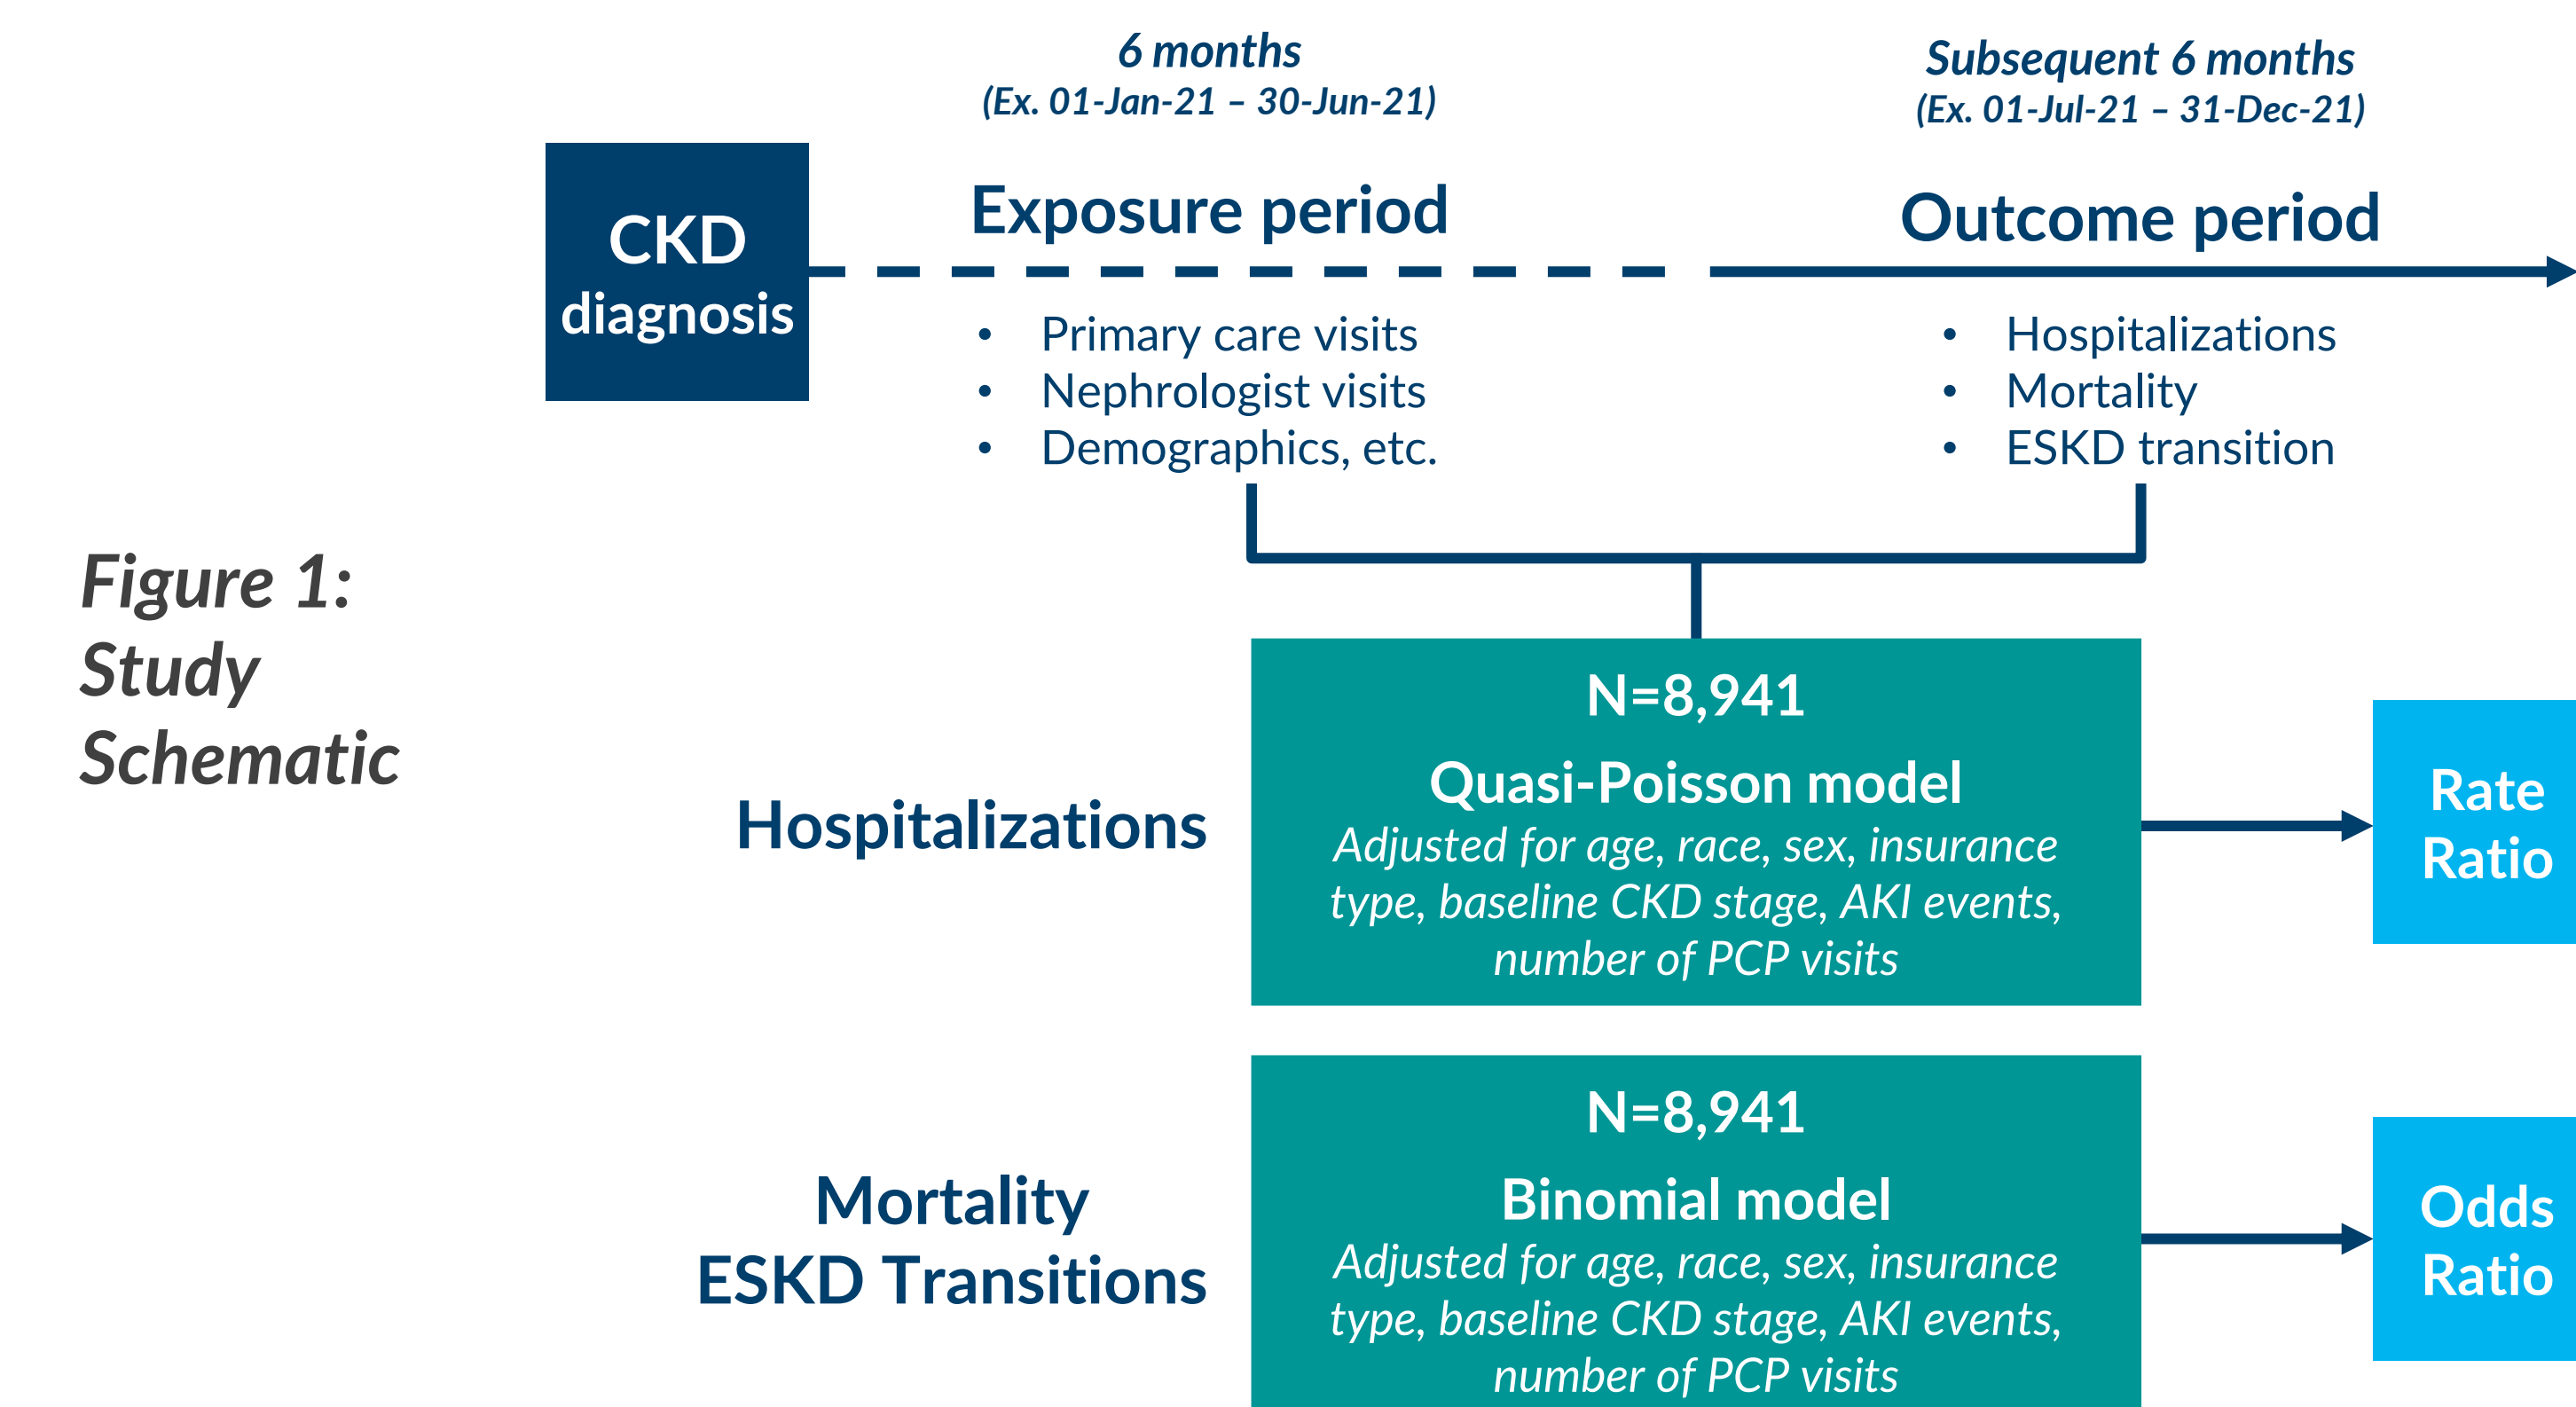 6 months
(Ex. 01-Jan-21 – 30-Jun-21)
Subsequent 6 months
(Ex. 01-Jul-21 – 31-Dec-21)
CKD
diagnosis
Exposure period
Outcome period
• Primary care visits
• Nephrologist visits
• Demographics, etc.
• Hospitalizations
• Mortality
• ESKD transition
Figure 1:
Study
Schematic
Hospitalizations
N=8,941
Quasi-Poisson model
Adjusted for age, race, sex, insurance
type, baseline CKD stage, AKI events,
number of PCP visits
Rate
Ratio
Mortality
ESKD Transitions
N=8,941
Binomial model
Adjusted for age, race, sex, insurance
type, baseline CKD stage, AKI events,
number of PCP visits
Odds
Ratio